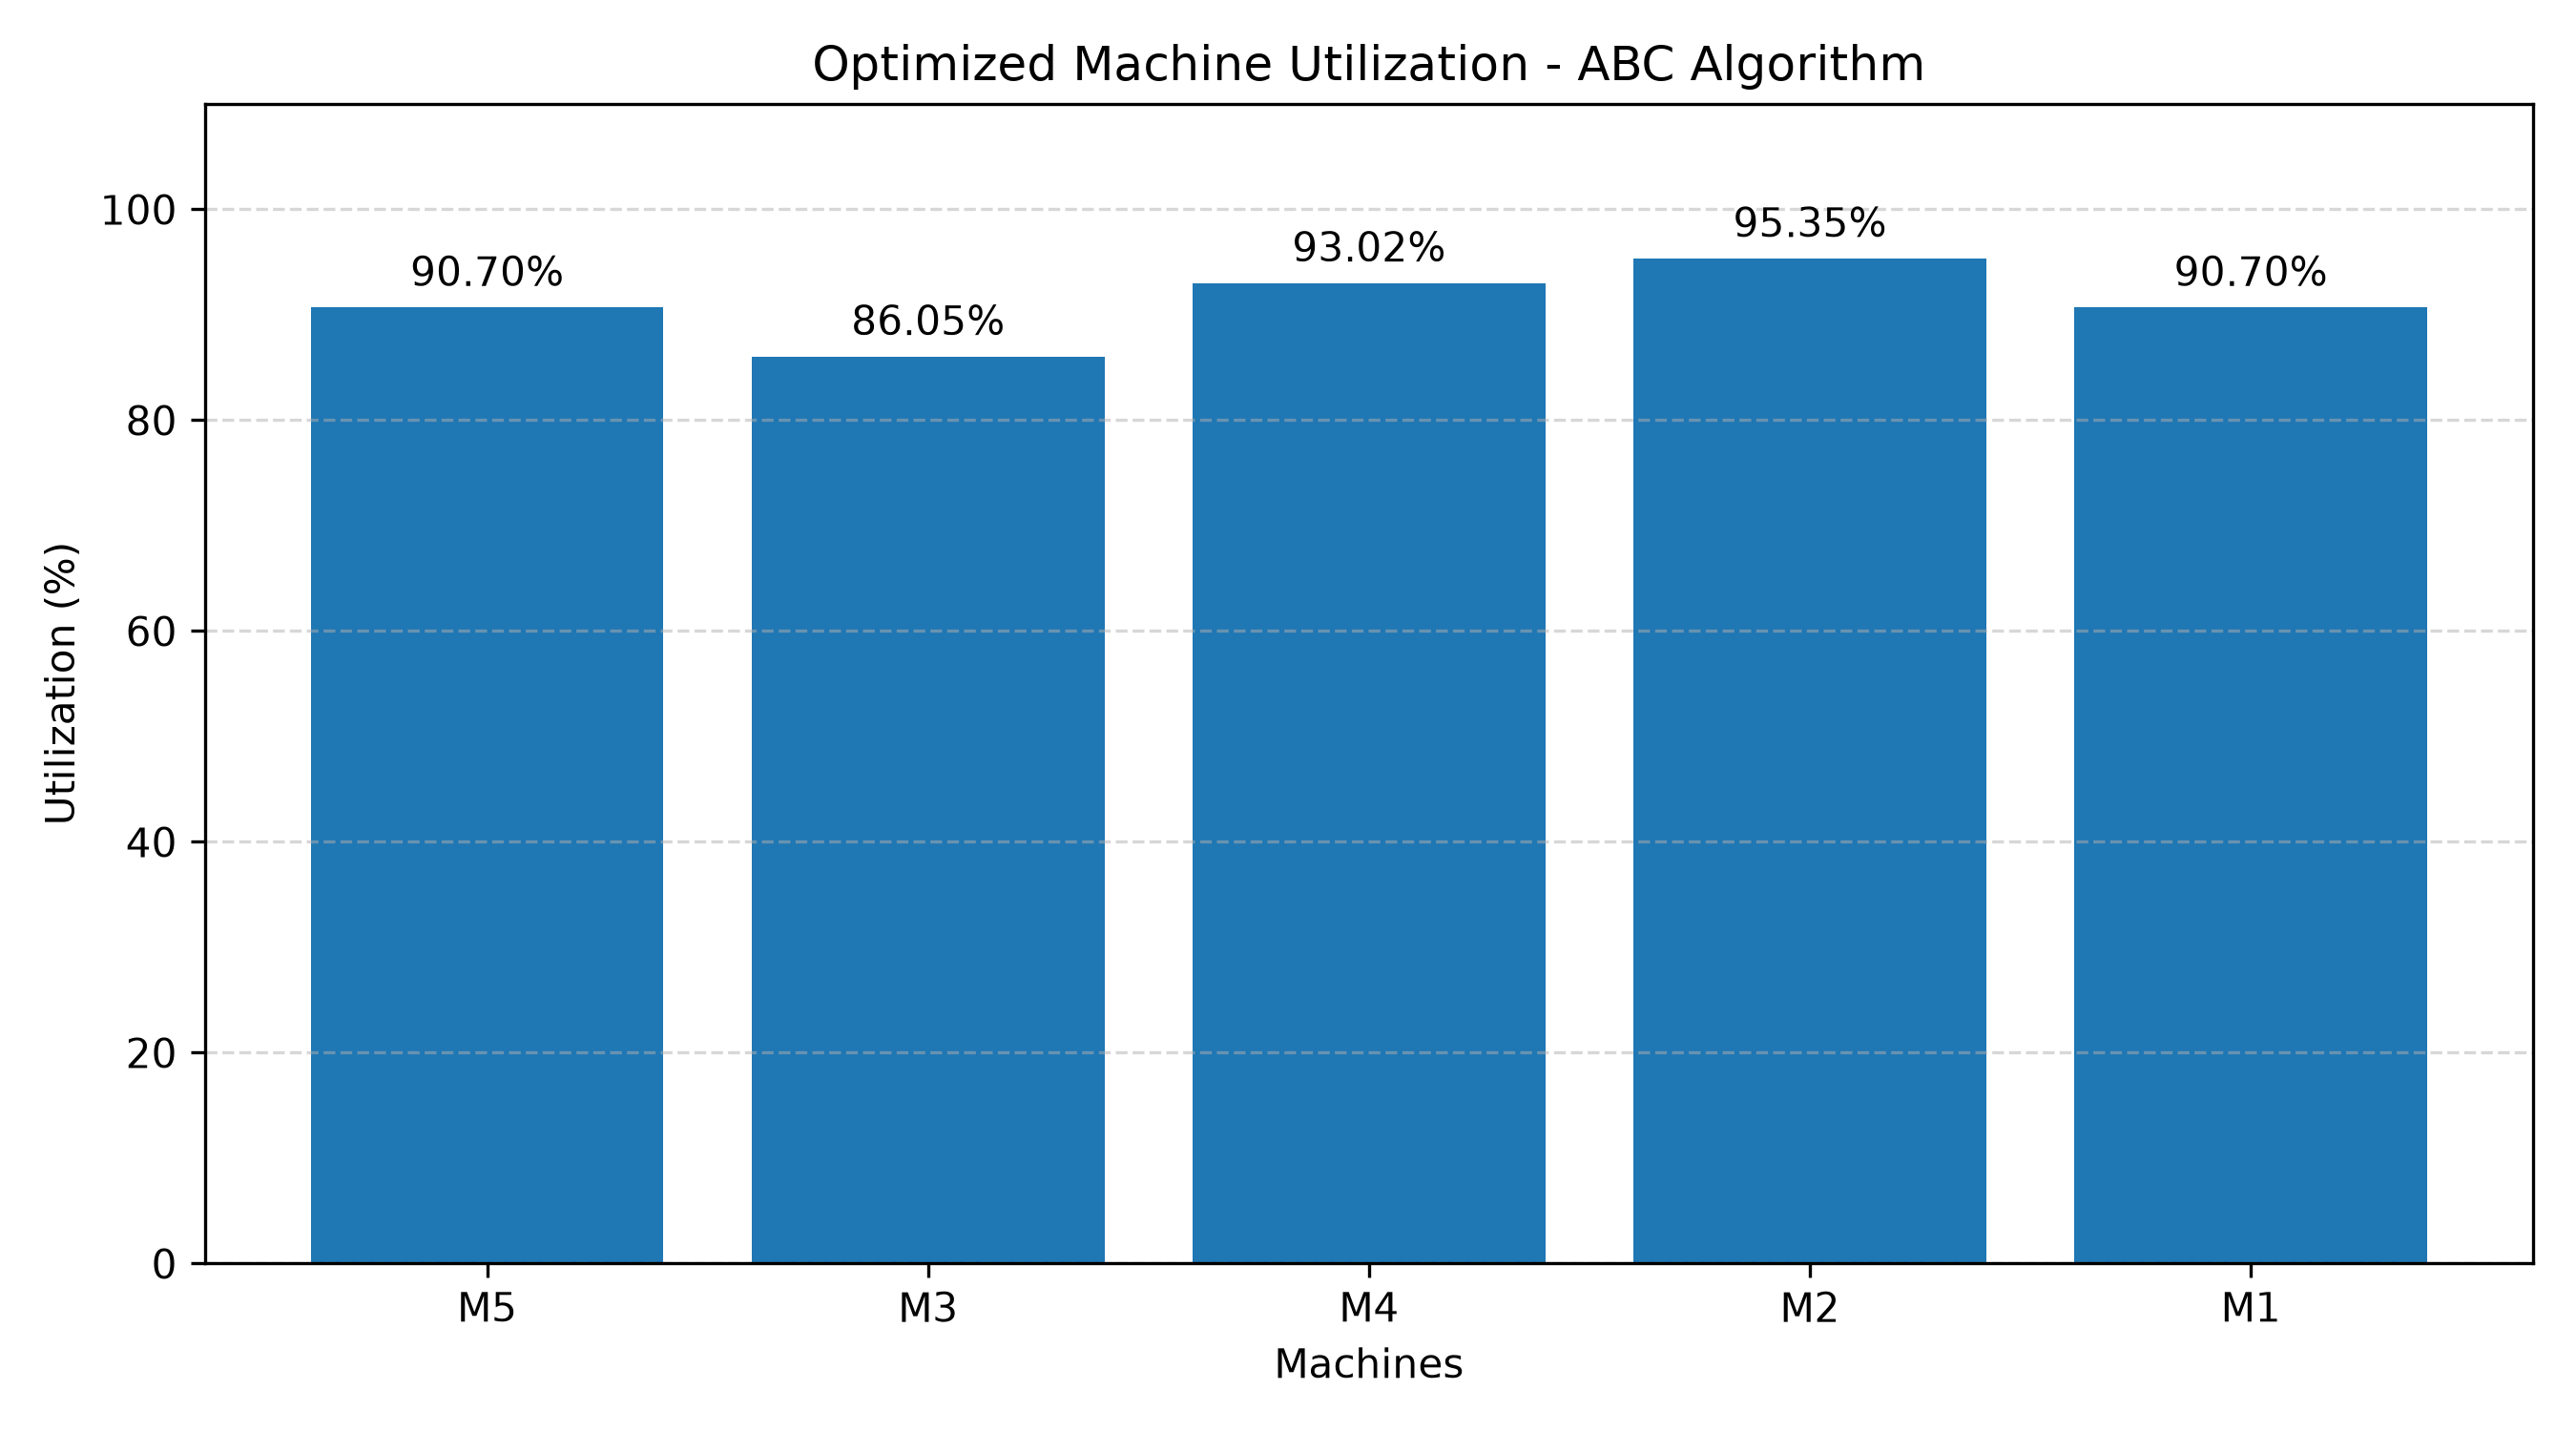 Optimized Machine Utilization - ABC Algorithm
Utilization (%)
100
80
60
40
20
0
90.70%
86.05%
93.02%
95.35%
90.70%
M5
M3
M4
M2
M1
Machines